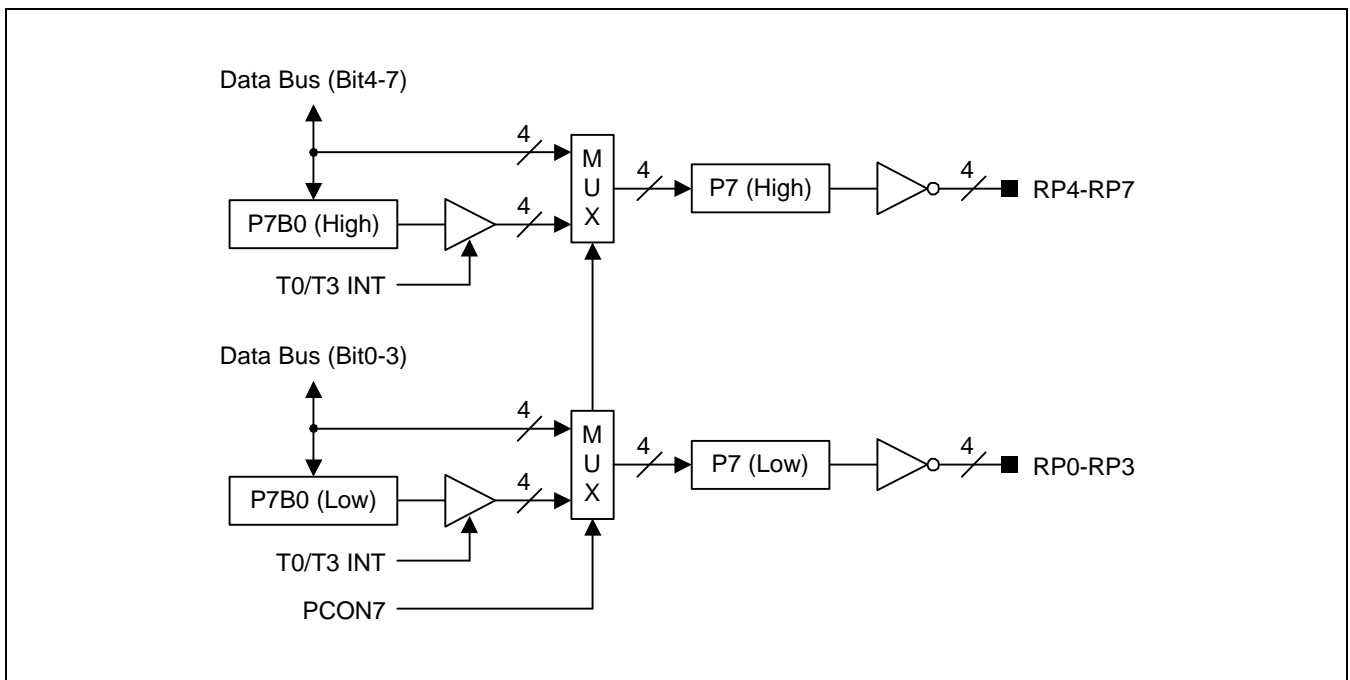 Data Bus (Bit4-7)
4
M
U
X
4
P7 (High)
4
RP4-RP7
P7B0 (High)
4
T0/T3 INT
Data Bus (Bit0-3)
4
M
U
X
4
P7 (Low)
4
RP0-RP3
P7B0 (Low)
4
T0/T3 INT
PCON7